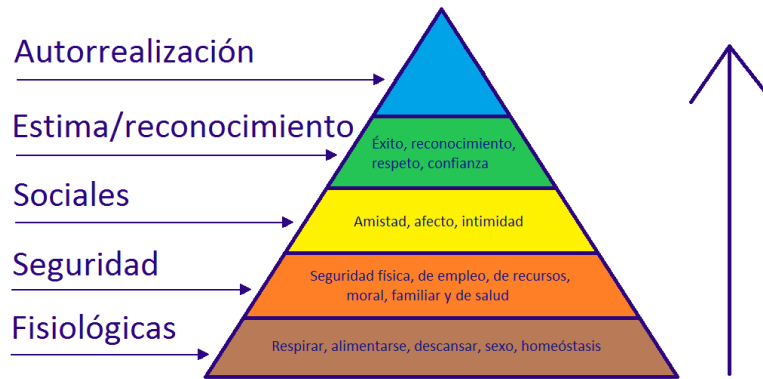 Autorrealización
Estima/reconocimiento
Éxito, reconocimiento,
respeto, confianza
Sociales
Amistad, afecto, intimidad
Seguridad
Seguridad física, de empleo, de recursos,
moral, familiar y de salud
Fisiológicas
Respirar, alimentarse, descansar, sexo, homeóstasis